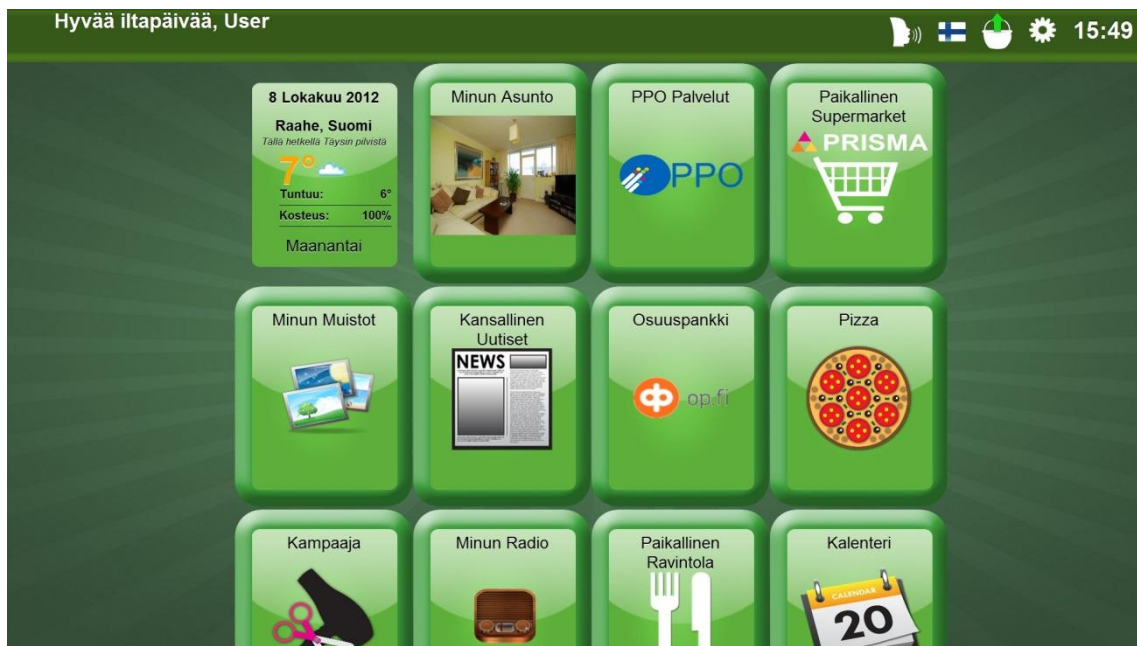 Hyvää iltapäivää, User
15:49
8 Lokakuu 2012
Raahe, Suomi
Tällä hetkellä Täysin pilvistä
7°
Tuntuu: 6°
Kosteus: 100%
Maanantai
Minun Asunto
PPO Palvelut
PPO
Paikallinen
Supermarket
PRISMA
Minun Muistot
Kansallinen
Uutiset
NEWS
Osuuspankki
op op.fi
Pizza
Kampaaja
Minun Radio
Paikallinen
Ravintola
Kalenteri
CALENDAR
20